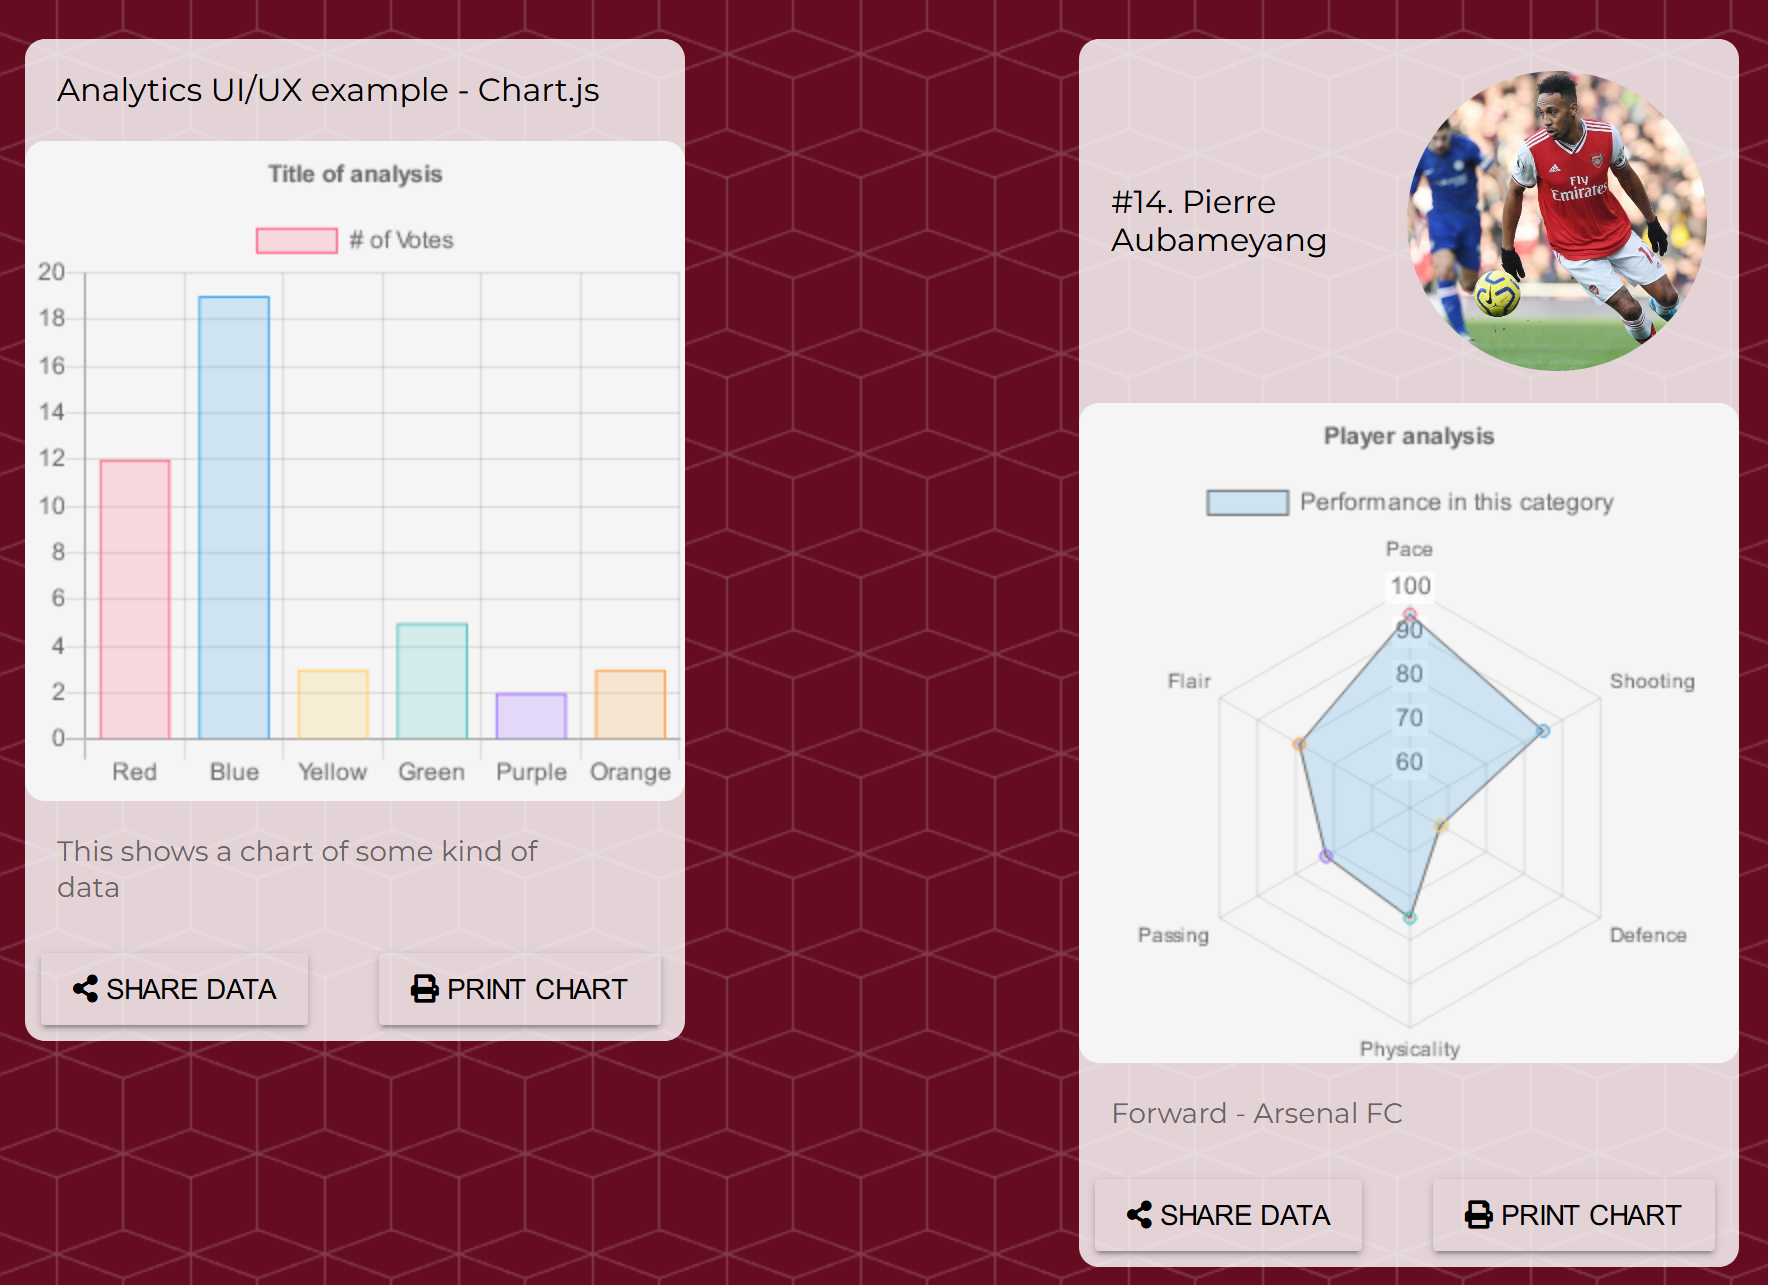 Analytics UI/UX example - Chart.js
Title of analysis
# of Votes
20
18
16
14
12
10
8
6
4
2
0
Red Blue Yellow Green Purple Orange
This shows a chart of some kind of
data
SHARE DATA PRINT CHART
#14. Pierre
Aubameyang
Fly
Emirates
Player analysis
Performance in this category
Pace
100
90
80
70
60
Flair Shooting
Passing Defence
Physicality
Forward - Arsenal FC
SHARE DATA PRINT CHART